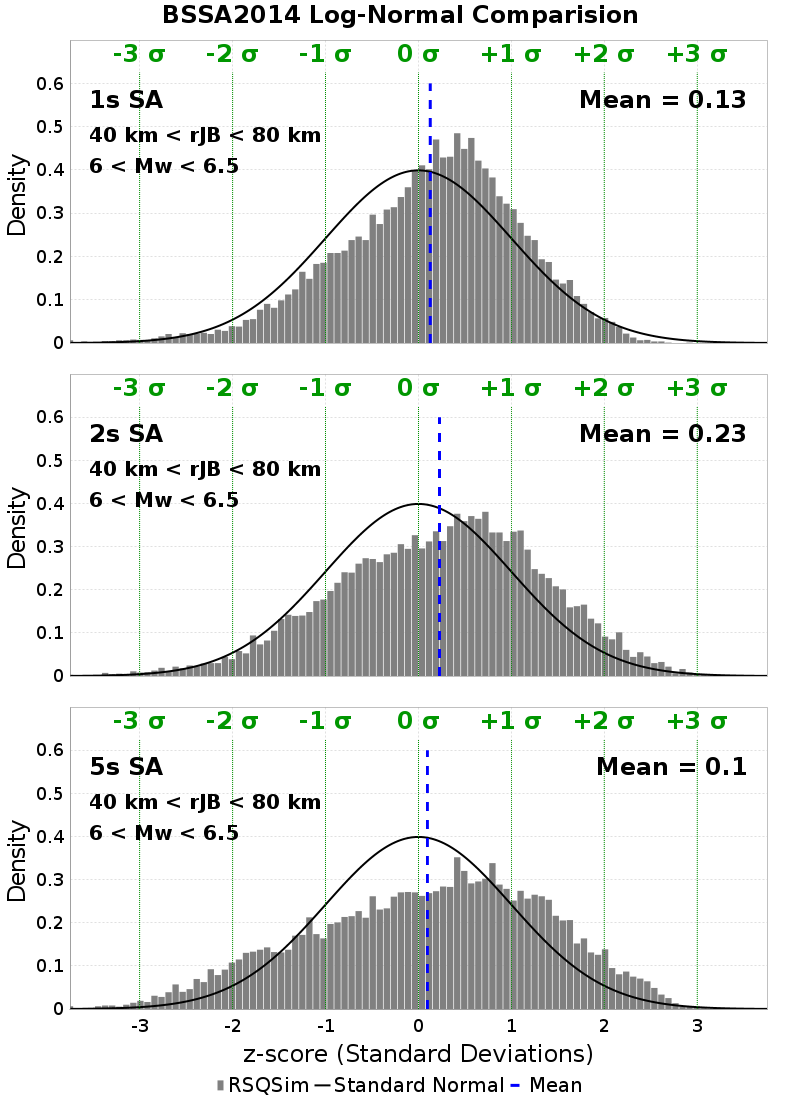 BSSA2014 Log-Normal Comparision
-3 σ -2 σ -1 σ 0 σ +1 σ +2 σ +3 σ
0.6
1s SA Mean = 0.13
0.5
40 km < rJB < 80 km
0.4
6 < Mw < 6.5
0.3
0.2
0.1
0
Density
-3 σ -2 σ -1 σ 0 σ +1 σ +2 σ +3 σ
0.6
2s SA Mean = 0.23
0.5
40 km < rJB < 80 km
0.4
6 < Mw < 6.5
0.3
0.2
0.1
0
Density
-3 σ -2 σ -1 σ 0 σ +1 σ +2 σ +3 σ
0.6
5s SA Mean = 0.1
0.5
40 km < rJB < 80 km
0.4
6 < Mw < 6.5
0.3
0.2
0.1
0
Density
-3 -2 -1 0 1 2 3
z-score (Standard Deviations)
RSQSim Standard Normal Mean